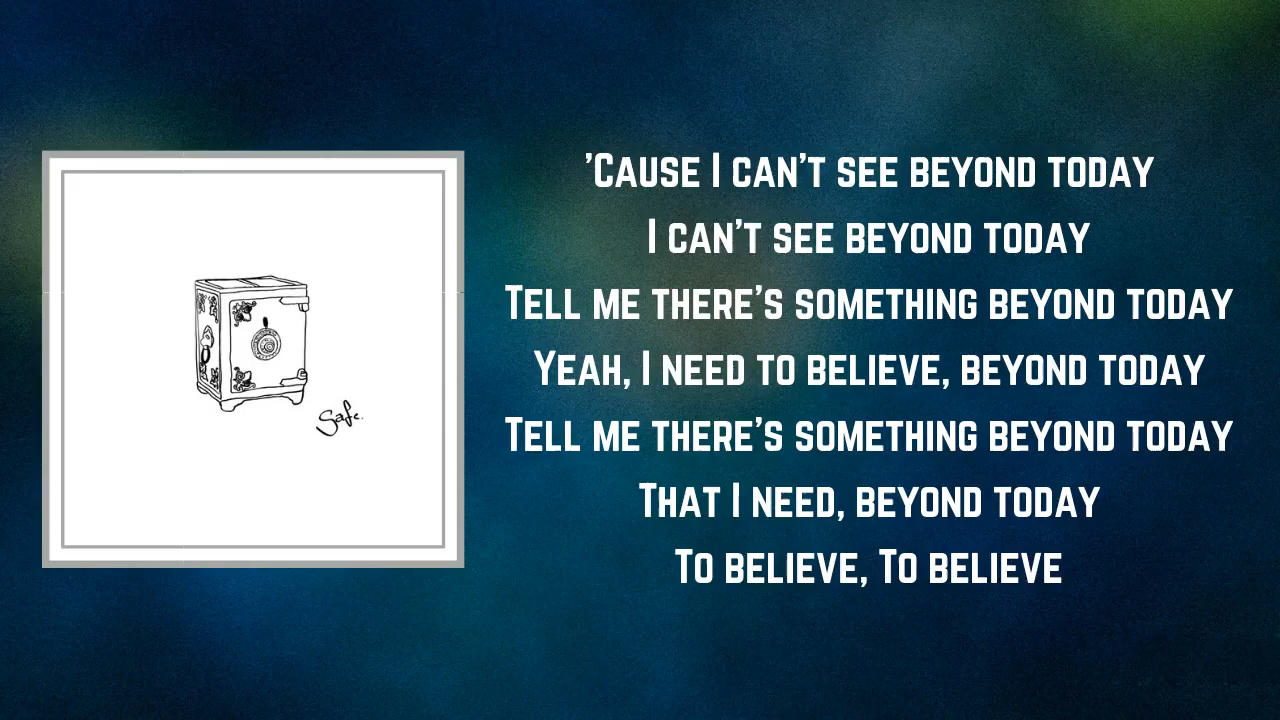 Safe.
'Cause I can't see beyond today
I can't see beyond today
Tell me there's something beyond today
Yeah, I need to believe, beyond today
Tell me there's something beyond today
That I need, beyond today
To believe, To believe